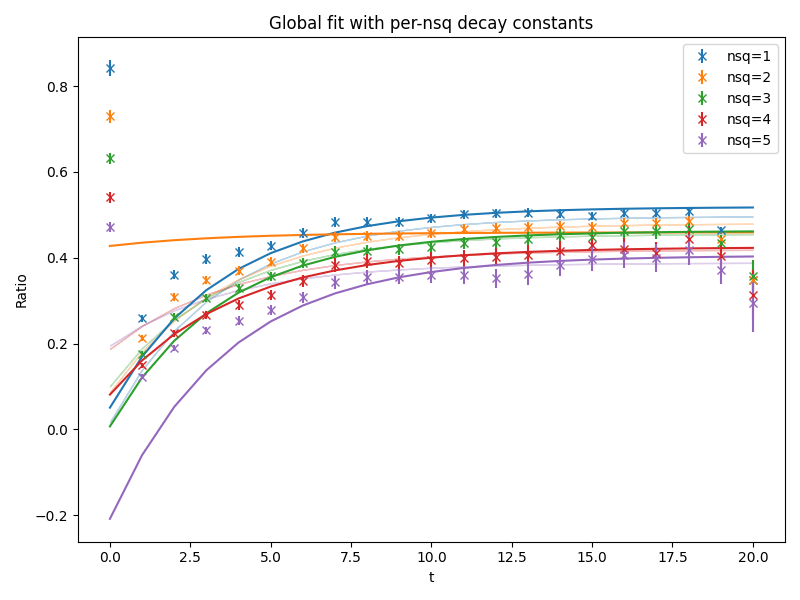 Global fit with per-nsq decay constants
nsq=1
nsq=2
nsq=3
nsq=4
nsq=5
Ratio
0.8
0.6
0.4
0.2
0.0
−0.2
0.0 2.5 5.0 7.5 10.0 12.5 15.0 17.5 20.0
t